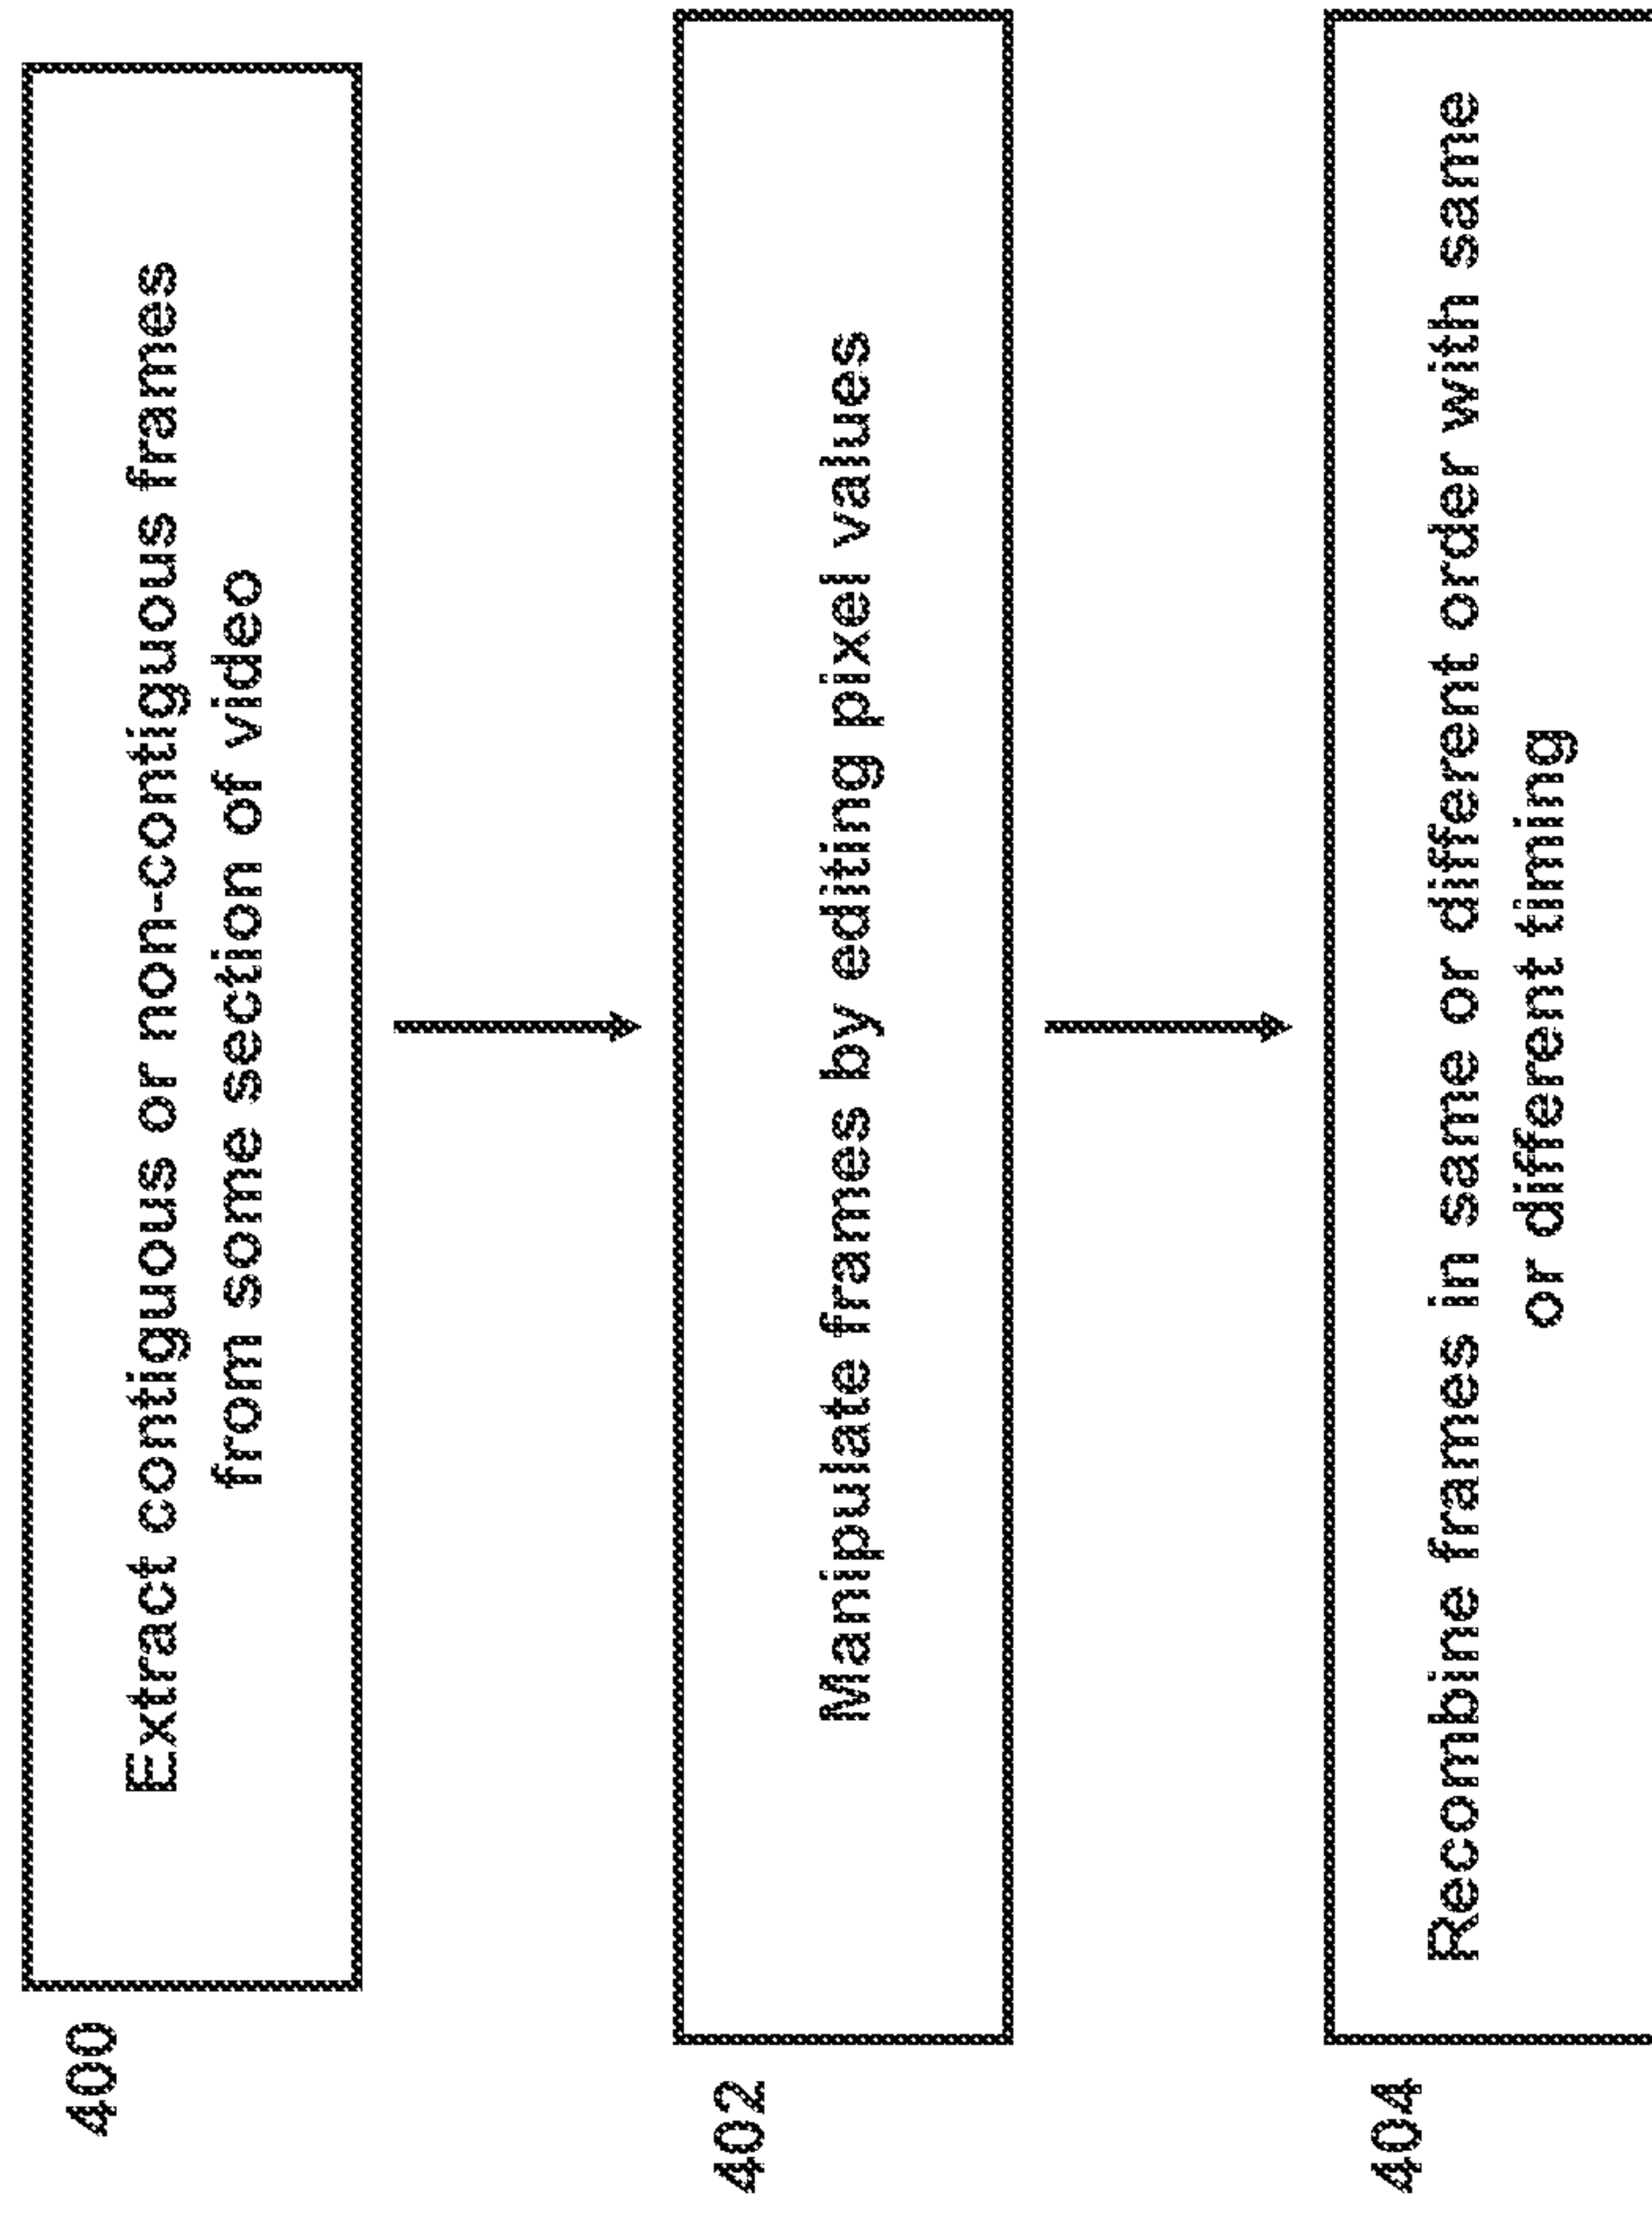 400
Extract contiguous or non-contiguous frames
from some section of video
402
Manipulate frames by editing pixel values
404
Recombine frames in same or different order with same
or different timing